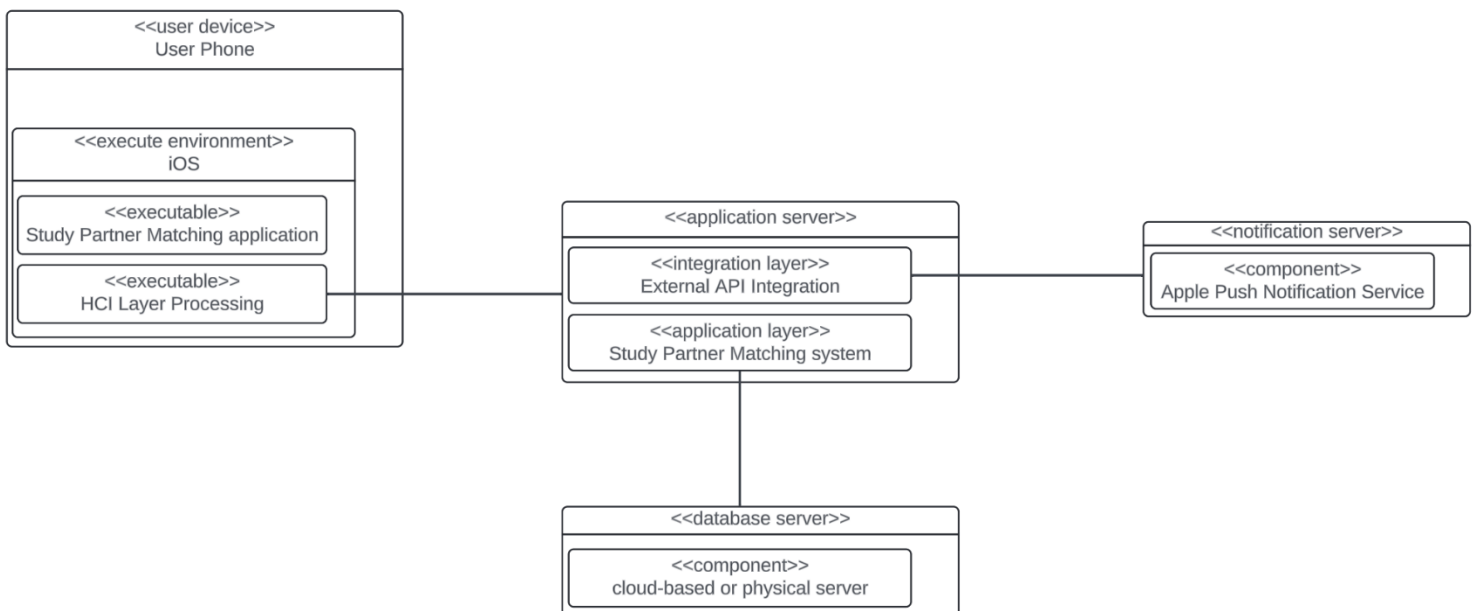 <<user device>>
User Phone
<<execute environment>>
iOS
<<executable>>
Study Partner Matching application
<<executable>>
HCI Layer Processing
<<application server>>
<<integration layer>>
External API Integration
<<application layer>>
Study Partner Matching system
<<notification server>>
<<component>>
Apple Push Notification Service
<<database server>>
<<component>>
cloud-based or physical server